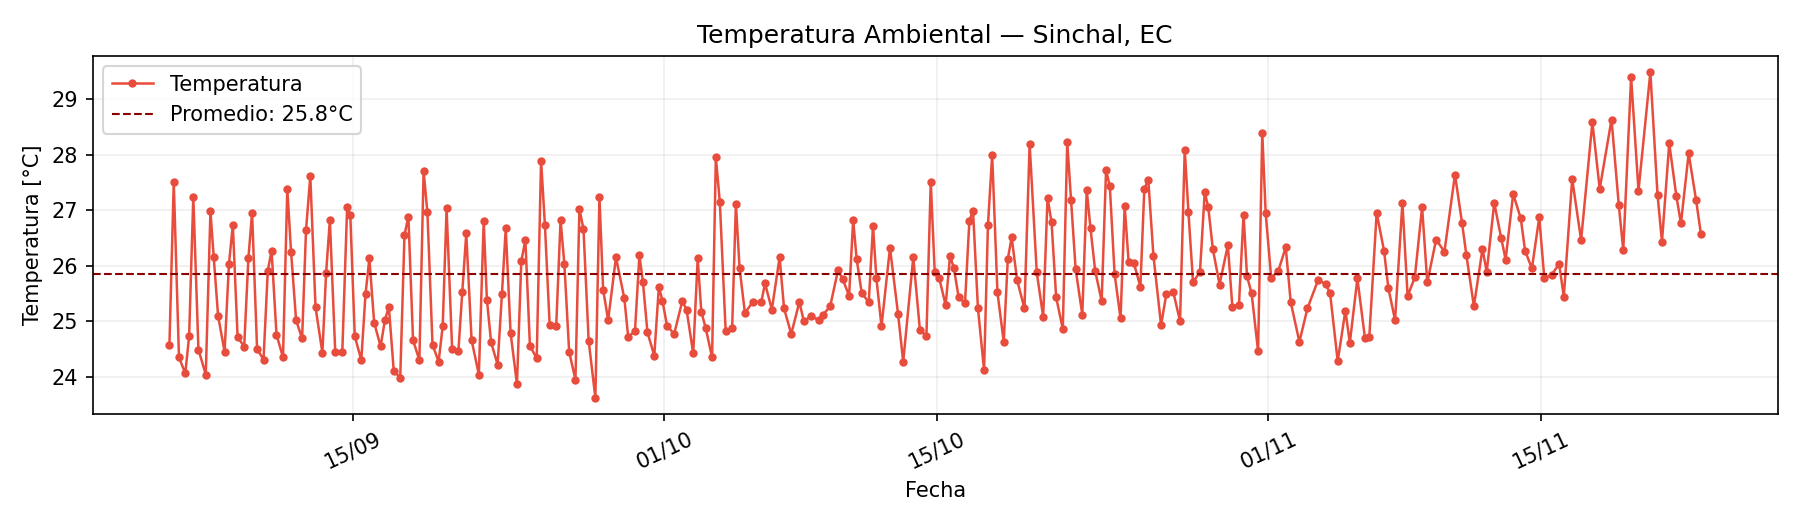 Temperatura Ambiental — Sinchal, EC
Temperatura
Promedio: 25.8°C
Temperatura [°C]
29
28
27
26
25
24
15/09
01/10
15/10
01/11
15/11
Fecha